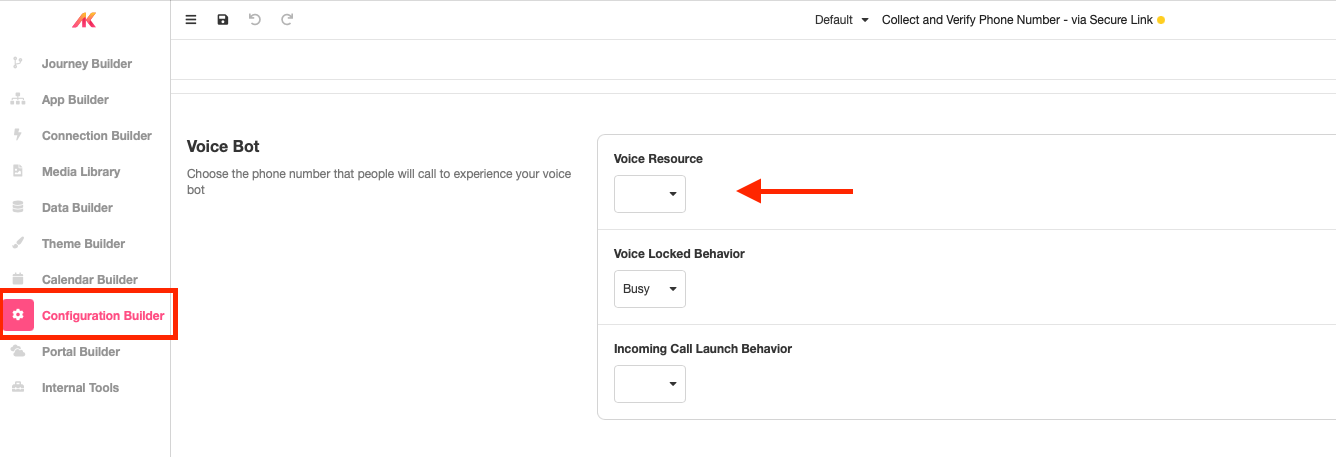 Default
Collect and Verify Phone Number - via Secure Link
Journey Builder
App Builder
Connection Builder
Media Library
Data Builder
Theme Builder
Calendar Builder
Configuration Builder
Portal Builder
Internal Tools
Voice Bot
Choose the phone number that people will call to experience your voice
bot
Voice Resource
Voice Locked Behavior
Busy
Incoming Call Launch Behavior